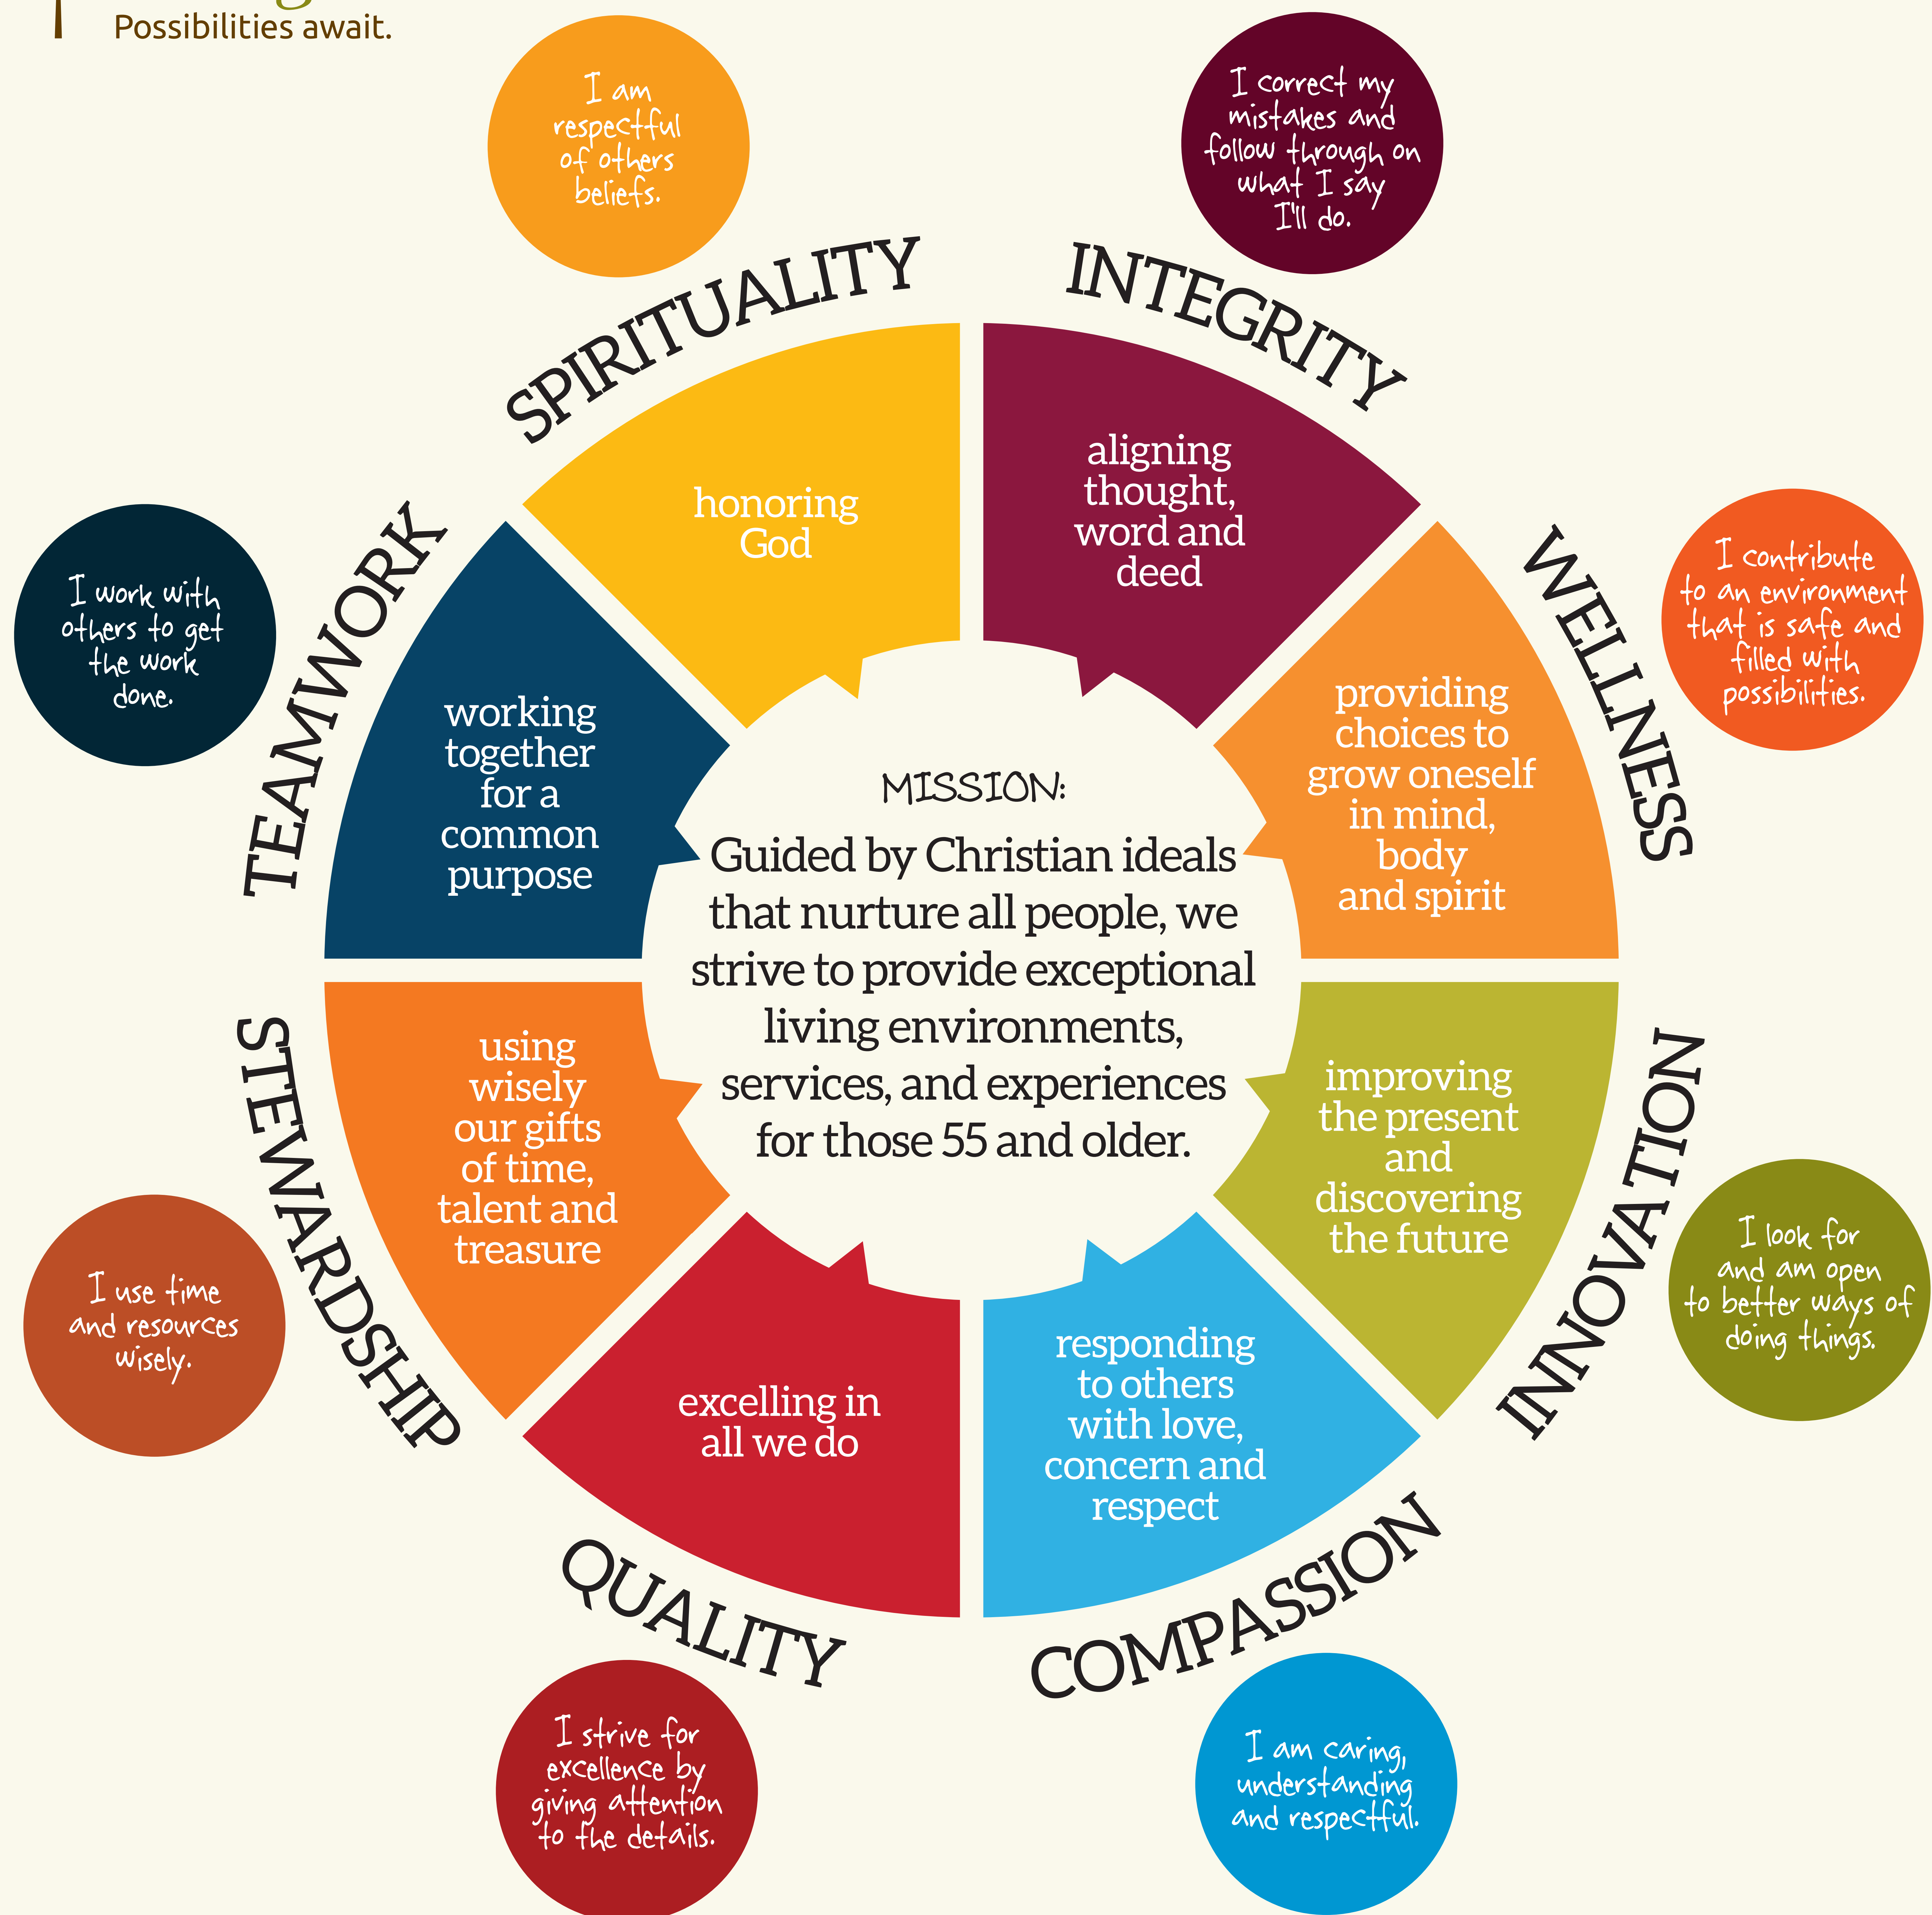 Possibilities await.
I am
respectful
of others
beliefs.
I correct my
mistakes and
follow through on
what I say
I'll do.
SPIRITUALITY
INTEGRITY
honoring
God
aligning
thought,
word and
deed
I work with
others to get
the work
done.
TEAMWORK
working
together
for a
common
purpose
WELLNESS
providing
choices to
grow oneself
in mind,
body
and spirit
I contribute
to an environment
that is safe and
filled with
possibilities.
MISSION:
Guided by Christian ideals
that nurture all people, we
strive to provide exceptional
living environments,
services, and experiences
for those 55 and older.
STEWARDSHIP
using
wisely
our gifts
of time,
talent and
treasure
I use time
and resources
wisely.
INNOVATION
improving
the present
and
discovering
the future
I look for
and am open
to better ways of
doing things.
excelling in
all we do
responding
to others
with love,
concern and
respect
QUALITY
COMPASSION
I strive for
excellence by
giving attention
to the details.
I am caring,
understanding
and respectful.